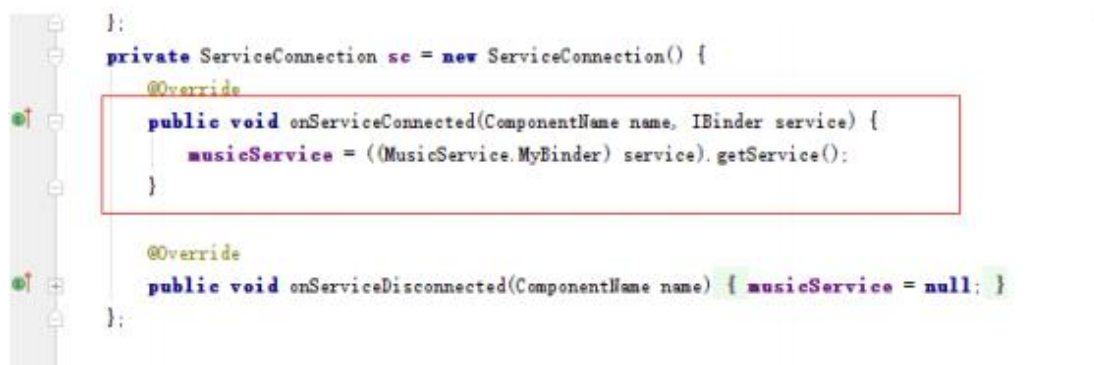 };
private ServiceConnection sc = new ServiceConnection() {
@Override
public void onServiceConnected(ComponentName name, IBinder service) {
musicService = ((MusicService.MyBinder) service).getService();
}
@Override
public void onServiceDisconnected(ComponentName name) { musicService = null; }
};